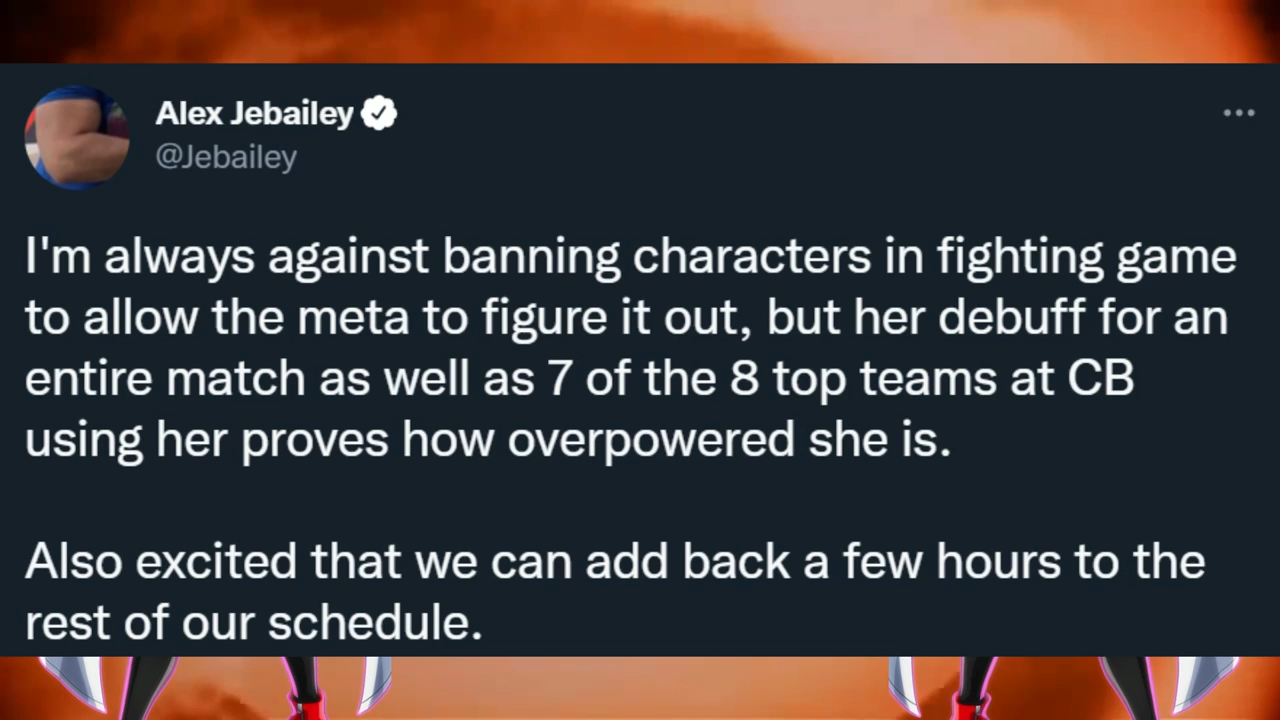 Alex Jebailey
@Jebailey
I'm always against banning characters in fighting game
to allow the meta to figure it out, but her debuff for an
entire match as well as 7 of the 8 top teams at CB
using her proves how overpowered she is.
Also excited that we can add back a few hours to the
rest of our schedule.